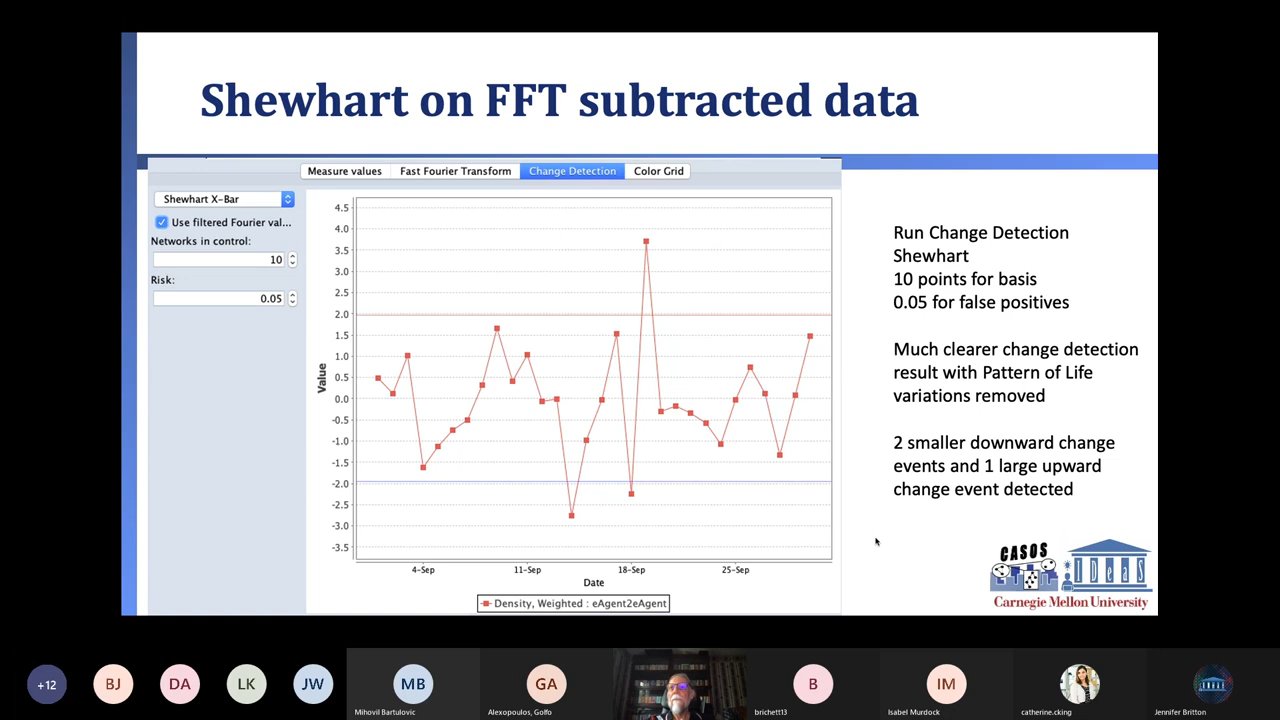 Shewhart on FFT subtracted data
Measure values
Fast Fourier Transform
Change Detection
Color Grid
Shewhart X-Bar
Use filtered Fourier val...
Networks in control:
10
Risk:
0.05
4.5
4.0
3.5
3.0
2.5
2.0
1.5
1.0
0.5
0.0
-0.5
-1.0
-1.5
-2.0
-2.5
-3.0
-3.5
Value
4-Sep
11-Sep
18-Sep
25-Sep
Date
Density, Weighted : eAgent2eAgent
Run Change Detection
Shewhart
10 points for basis
0.05 for false positives
Much clearer change detection
result with Pattern of Life
variations removed
2 smaller downward change
events and 1 large upward
change event detected
CASOS
IDeaS
Carnegie Mellon University
+12
BJ
DA
LK
JW
MB
Mihovil Bartulovic
GA
Alexopoulos, Golfo
B
brichett13
IM
Isabel Murdock
catherine.cking
Jennifer Britton